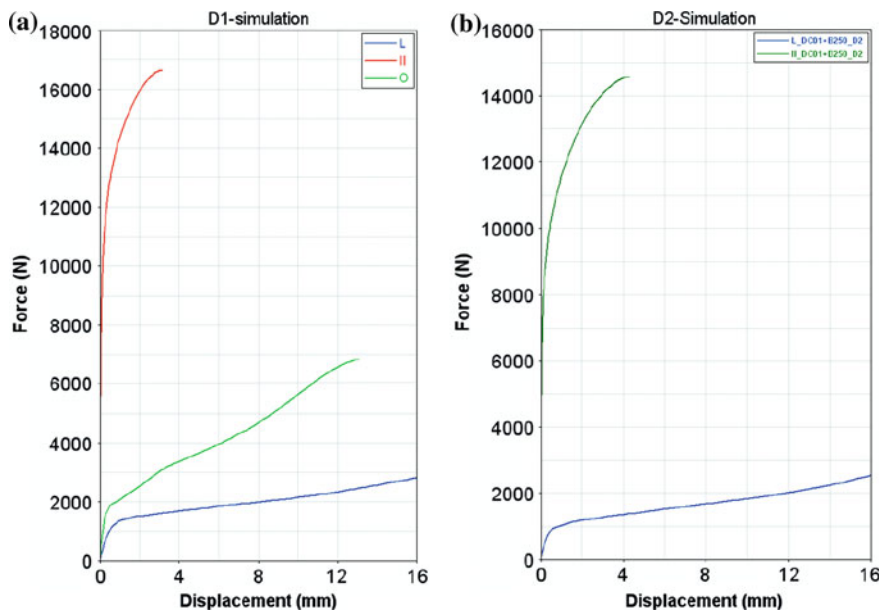 (a)
D1-simulation
18000
16000
14000
12000
10000
8000
6000
4000
2000
0
Force (N)
L
II
O
0 4 8 12 16
Displacement (mm)
(b)
D2-Simulation
16000
14000
12000
10000
8000
6000
4000
2000
0
Force (N)
L_DC01+B250_D2
II_DC01+B250_D2
0 4 8 12 16
Displacement (mm)